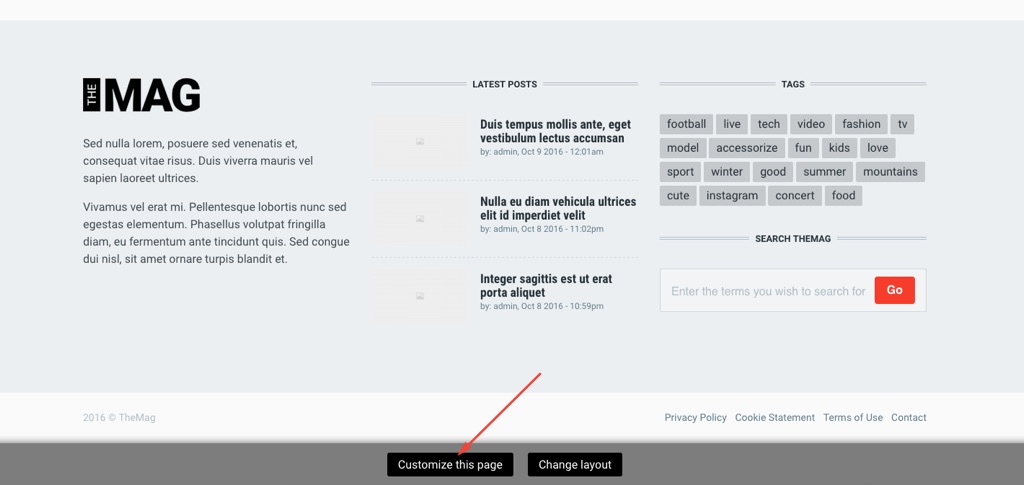 THE MAG
Sed nulla lorem, posuere sed venenatis et,
consequat vitae risus. Duis viverra mauris vel
sapien laoreet ultrices.
Vivamus vel erat mi. Pellentesque lobortis nunc sed
egestas elementum. Phasellus volutpat fringilla
diam, eu fermentum ante tincidunt quis. Sed congue
dui nisl, sit amet ornare turpis blandit et.
LATEST POSTS
Duis tempus mollis ante, eget
vestibulum lectus accumsan
by: admin, Oct 9 2016 - 12:01am
Nulla eu diam vehicula ultrices
elit id imperdiet velit
by: admin, Oct 8 2016 - 11:02pm
Integer sagittis est ut erat
porta aliquet
by: admin, Oct 8 2016 - 10:59pm
TAGS
football live tech video fashion tv
model accessorize fun kids love
sport winter good summer mountains
cute instagram concert food
SEARCH THEMAG
Enter the terms you wish to search for Go
2016 © TheMag
Privacy Policy Cookie Statement Terms of Use Contact
Customize this page Change layout